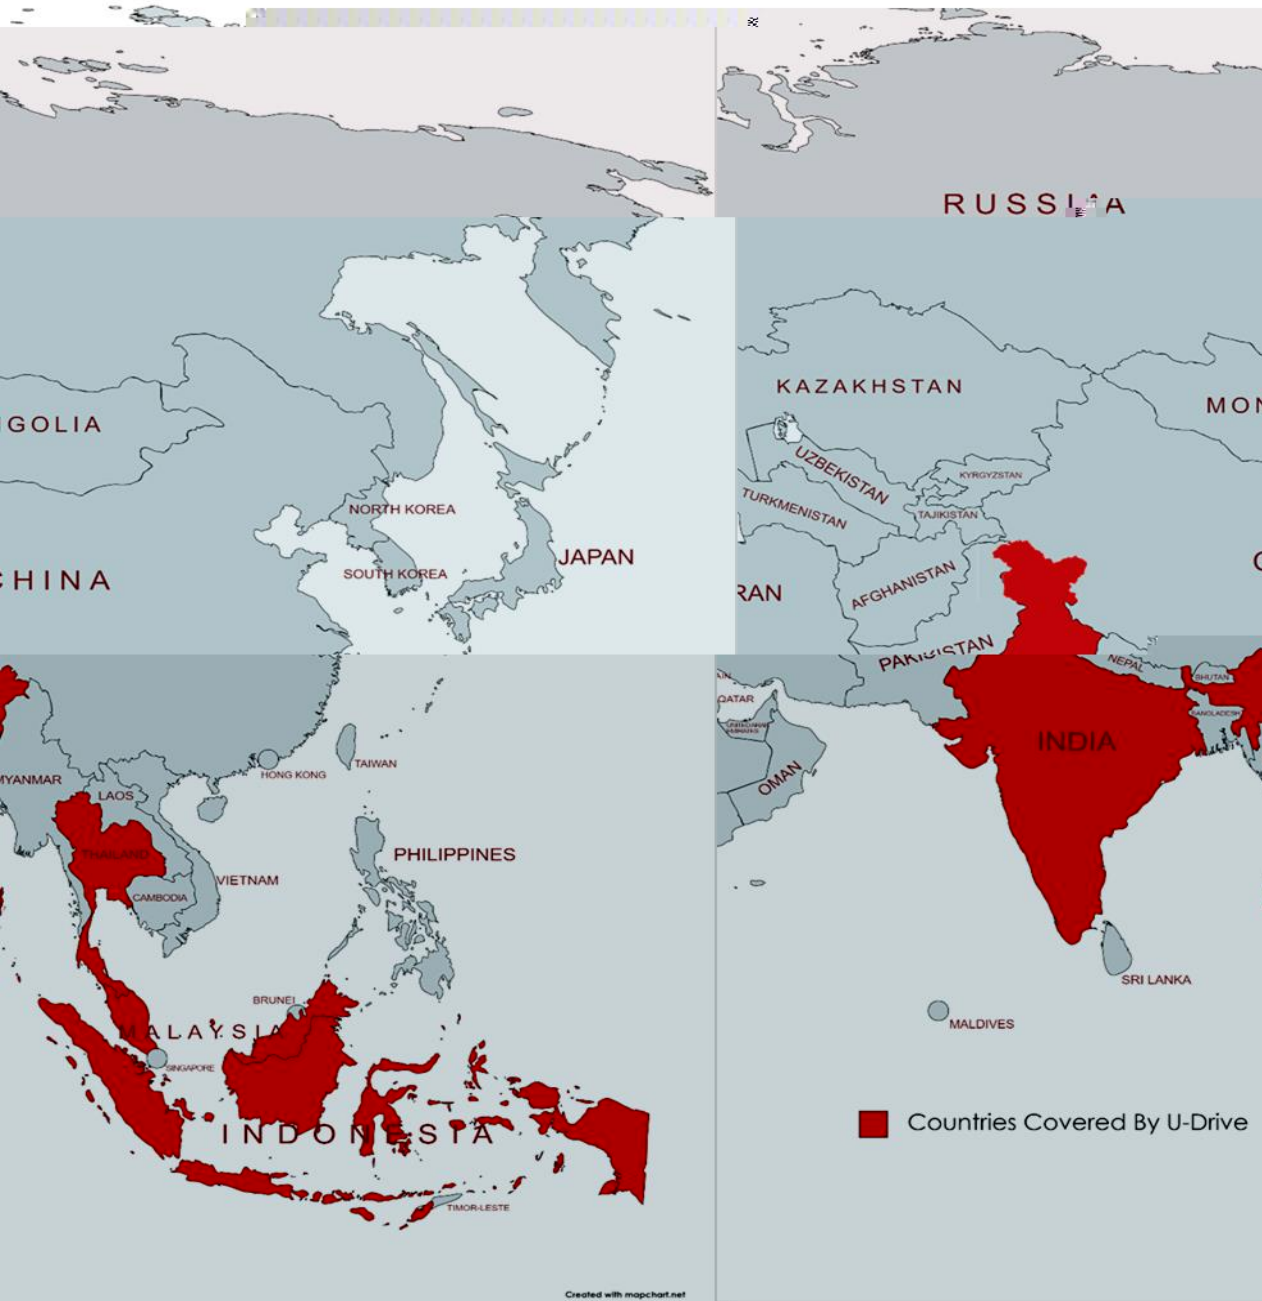 RUSSIA
KAZAKHSTAN
GOLIA
MON
UZBEKISTAN
KYRGYZSTAN
TURKMENISTAN
TAJIKISTAN
NORTH KOREA
SOUTH KOREA
JAPAN
CHINA
RAN
AFGHANISTAN
PAKISTAN
NEPAL
BHUTAN
QATAR
BANGLADESH
INDIA
OMAN
TAIWAN
HONG KONG
MYANMAR
LAOS
THAILAND
PHILIPPINES
VIETNAM
CAMBODIA
SRI LANKA
BRUNEI
MALAYSIA
MALDIVES
SINGAPORE
Countries Covered By U-Drive
INDONESIA
TIMOR-LESTE
Created with mapchart.net